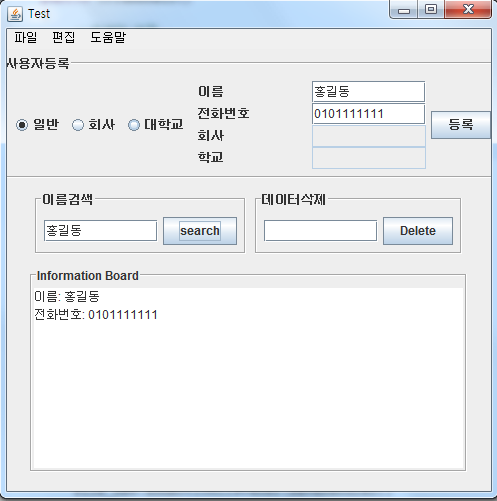 Test
파일 편집 도움말
사용자등록
일반 회사 대학교
이름 홍길동
전화번호 0101111111
회사
학교
등록
이름검색
홍길동 search
데이터삭제
Delete
Information Board
이름: 홍길동
전화번호: 0101111111